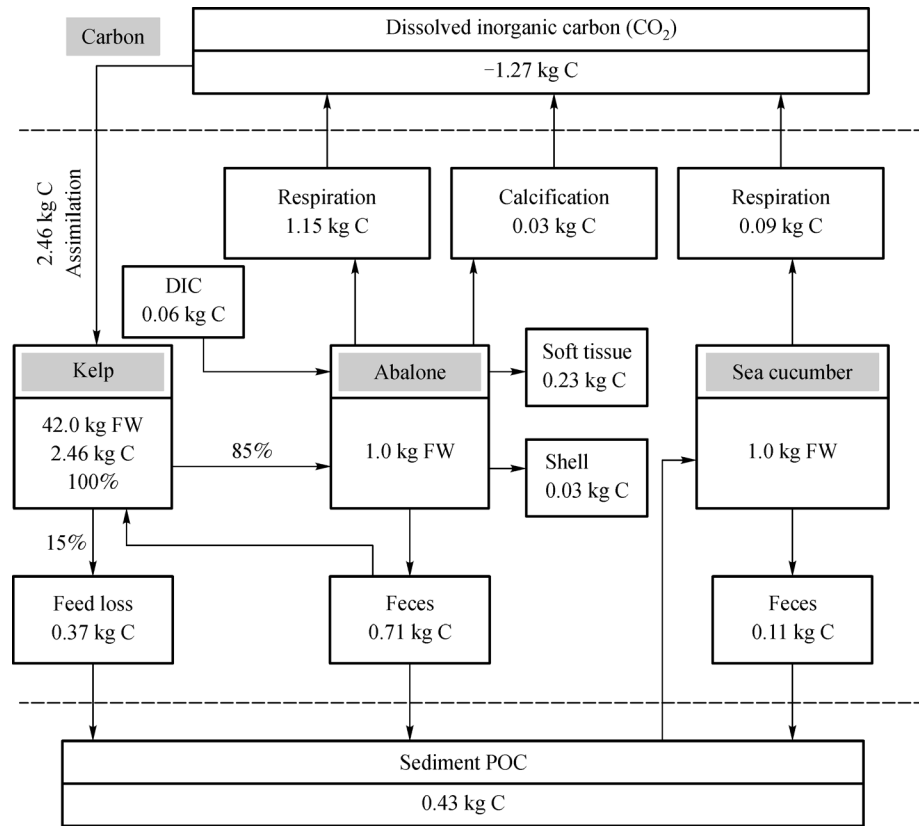 Carbon
Dissolved inorganic carbon (CO₂)
−1.27 kg C
2.46 kg C
Assimilation
Respiration
1.15 kg C
Calcification
0.03 kg C
Respiration
0.09 kg C
DIC
0.06 kg C
Kelp
42.0 kg FW
2.46 kg C
100%
85%
Abalone
1.0 kg FW
Soft tissue
0.23 kg C
Shell
0.03 kg C
Sea cucumber
1.0 kg FW
15%
Feed loss
0.37 kg C
Feces
0.71 kg C
Feces
0.11 kg C
Sediment POC
0.43 kg C